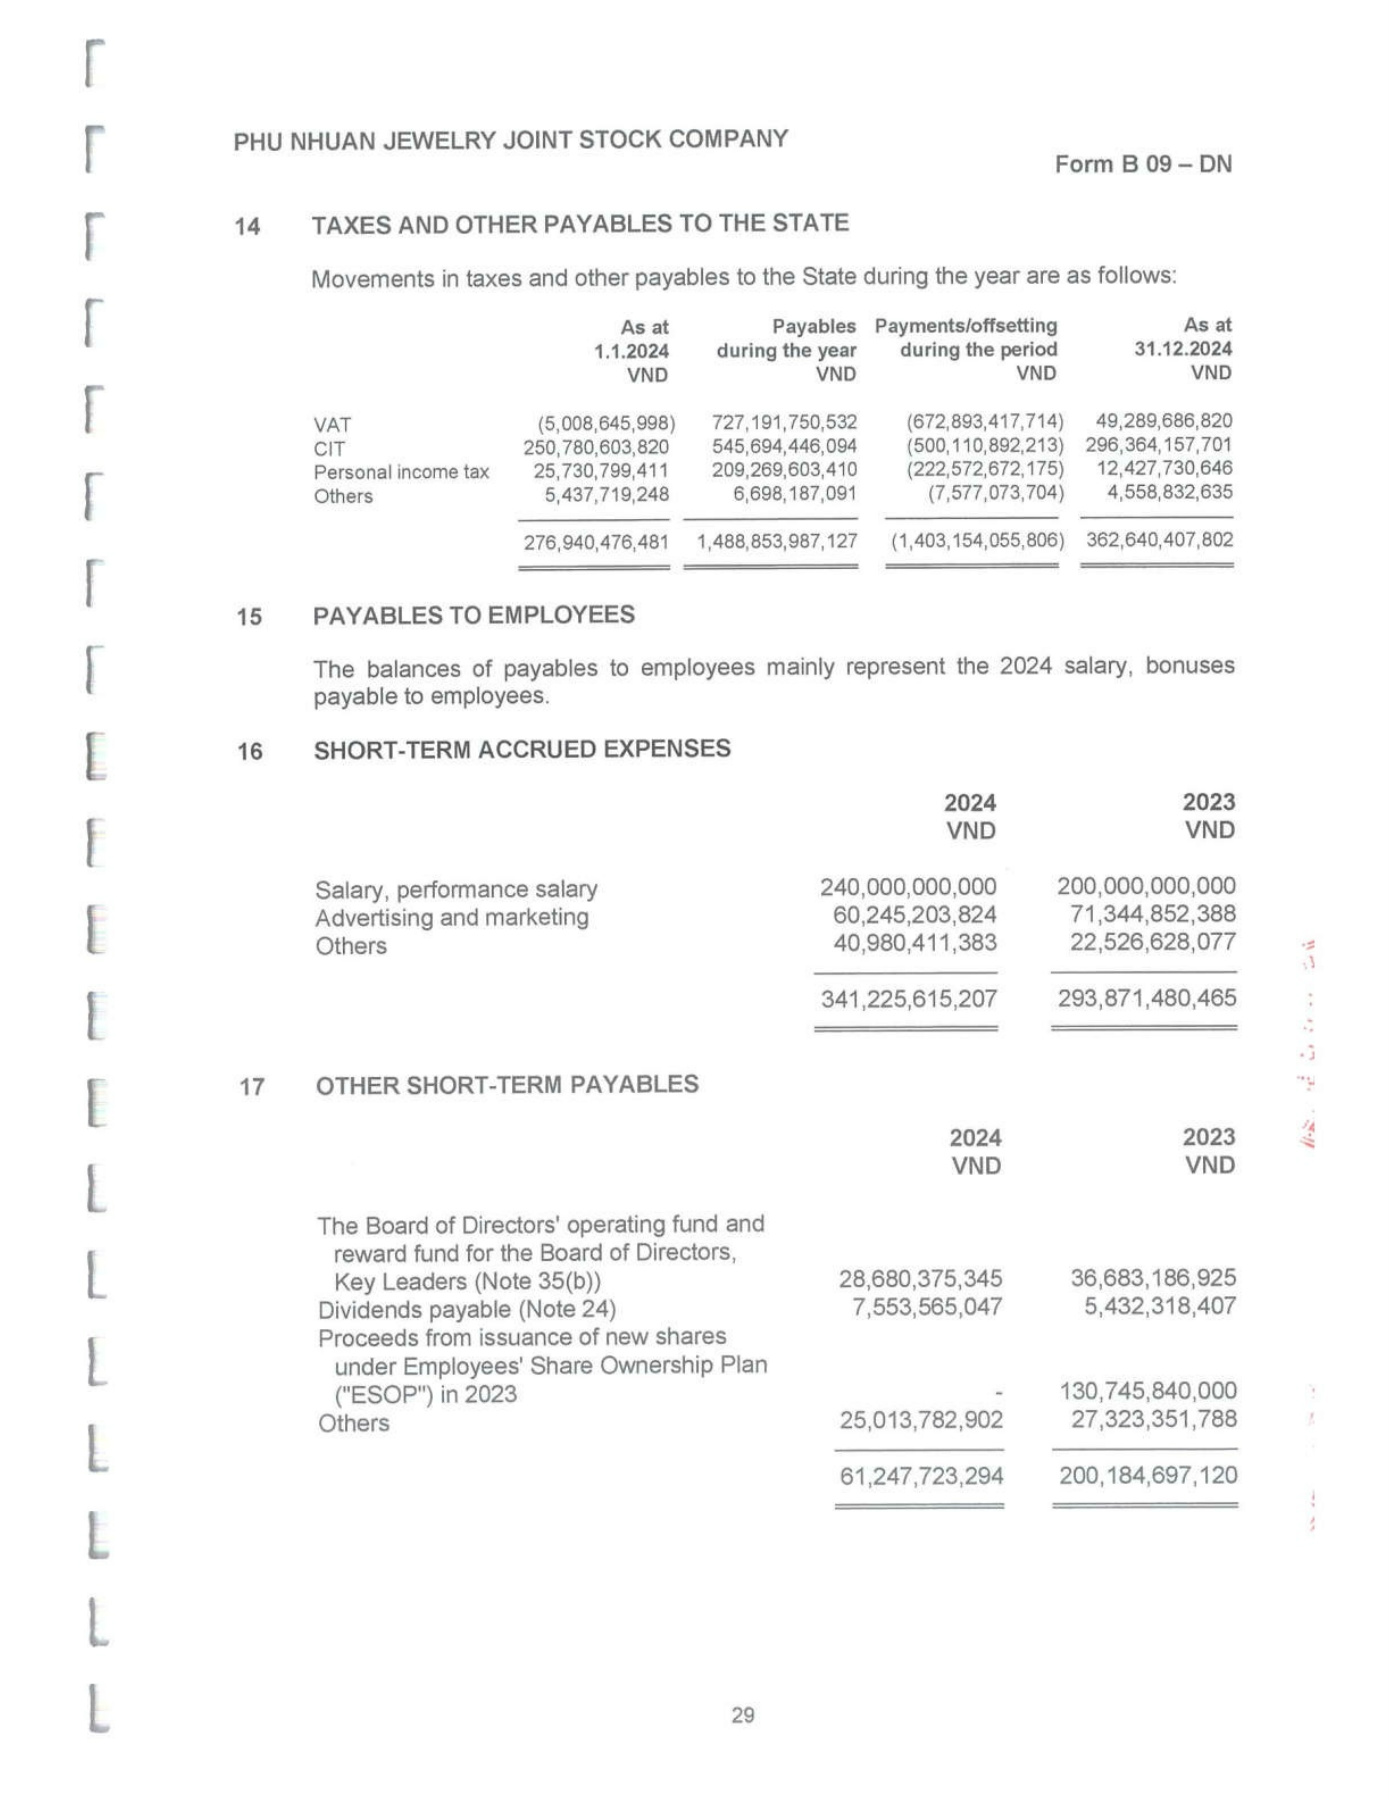 PHU NHUAN JEWELRY JOINT STOCK COMPANY
Form B 09 – DN
14 TAXES AND OTHER PAYABLES TO THE STATE
Movements in taxes and other payables to the State during the year are as follows:
As at Payables Payments/offsetting As at
1.1.2024 during the year during the period 31.12.2024
VND VND VND VND
VAT (5,008,645,998) 727,191,750,532 (672,893,417,714) 49,289,686,820
CIT 250,780,603,820 545,694,446,094 (500,110,892,213) 296,364,157,701
Personal income tax 25,730,799,411 209,269,603,410 (222,572,672,175) 12,427,730,646
Others 5,437,719,248 6,698,187,091 (7,577,073,704) 4,558,832,635
276,940,476,481 1,488,853,987,127 (1,403,154,055,806) 362,640,407,802
15 PAYABLES TO EMPLOYEES
The balances of payables to employees mainly represent the 2024 salary, bonuses
payable to employees.
16 SHORT-TERM ACCRUED EXPENSES
2024 2023
VND VND
Salary, performance salary 240,000,000,000 200,000,000,000
Advertising and marketing 60,245,203,824 71,344,852,388
Others 40,980,411,383 22,526,628,077
341,225,615,207 293,871,480,465
17 OTHER SHORT-TERM PAYABLES
2024 2023
VND VND
The Board of Directors' operating fund and
reward fund for the Board of Directors,
Key Leaders (Note 35(b)) 28,680,375,345 36,683,186,925
Dividends payable (Note 24) 7,553,565,047 5,432,318,407
Proceeds from issuance of new shares
under Employees' Share Ownership Plan
("ESOP") in 2023 - 130,745,840,000
Others 25,013,782,902 27,323,351,788
61,247,723,294 200,184,697,120
29